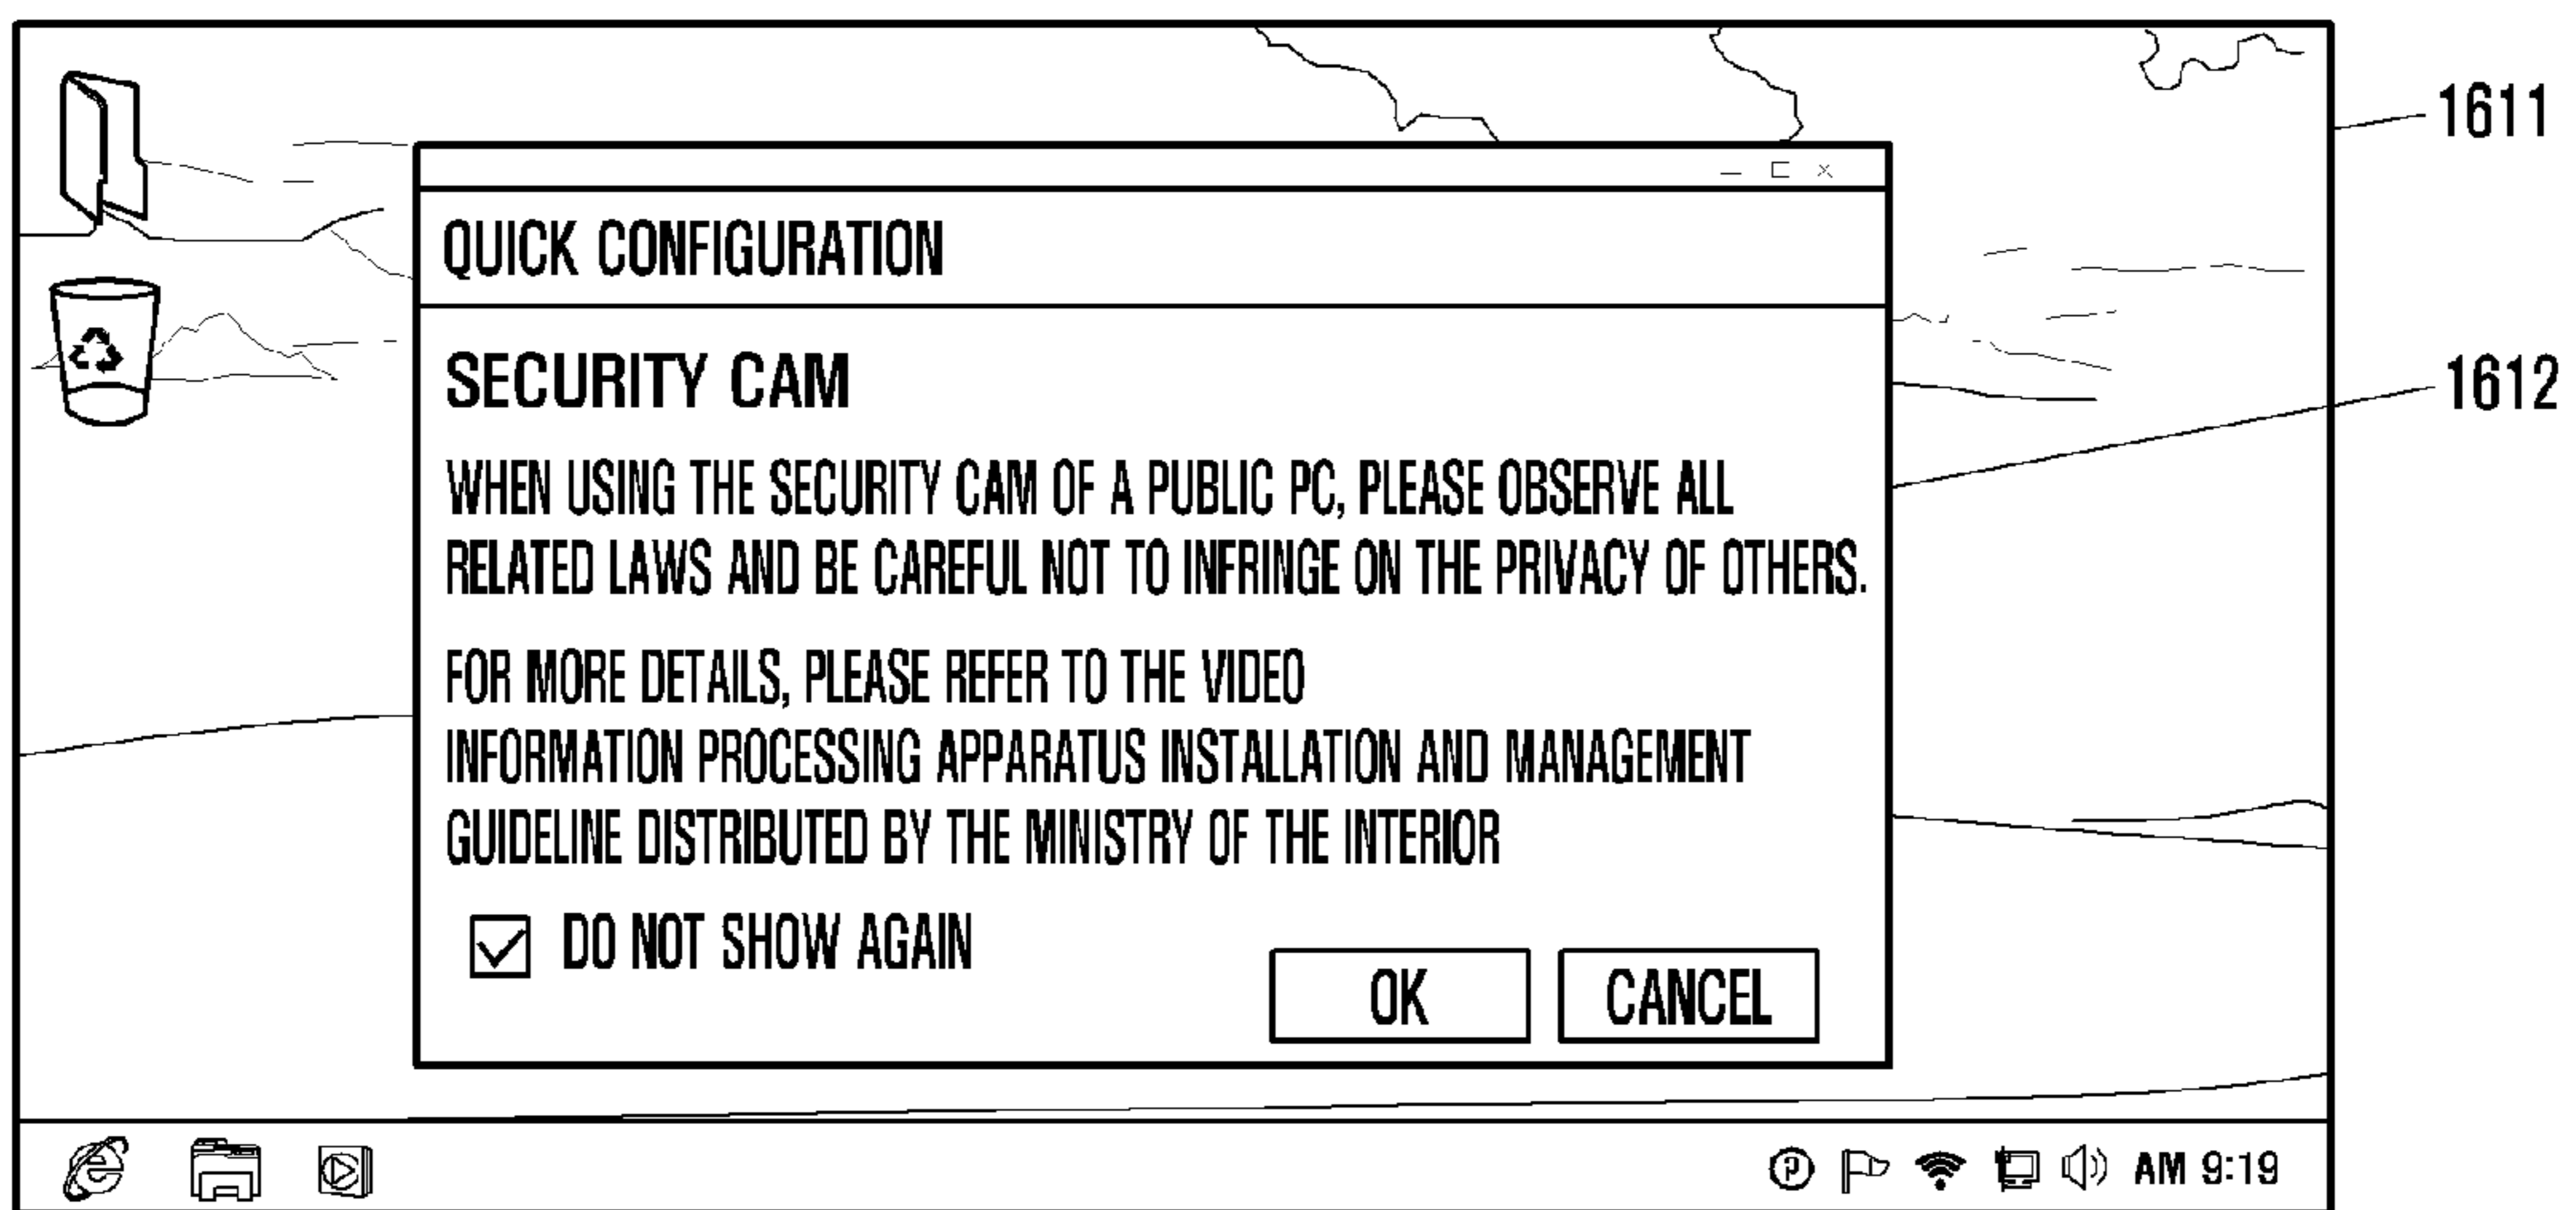 1611
QUICK CONFIGURATION
SECURITY CAM
1612
WHEN USING THE SECURITY CAM OF A PUBLIC PC, PLEASE OBSERVE ALL
RELATED LAWS AND BE CAREFUL NOT TO INFRINGE ON THE PRIVACY OF OTHERS.
FOR MORE DETAILS, PLEASE REFER TO THE VIDEO
INFORMATION PROCESSING APPARATUS INSTALLATION AND MANAGEMENT
GUIDELINE DISTRIBUTED BY THE MINISTRY OF THE INTERIOR
DO NOT SHOW AGAIN
OK CANCEL
AM 9:19